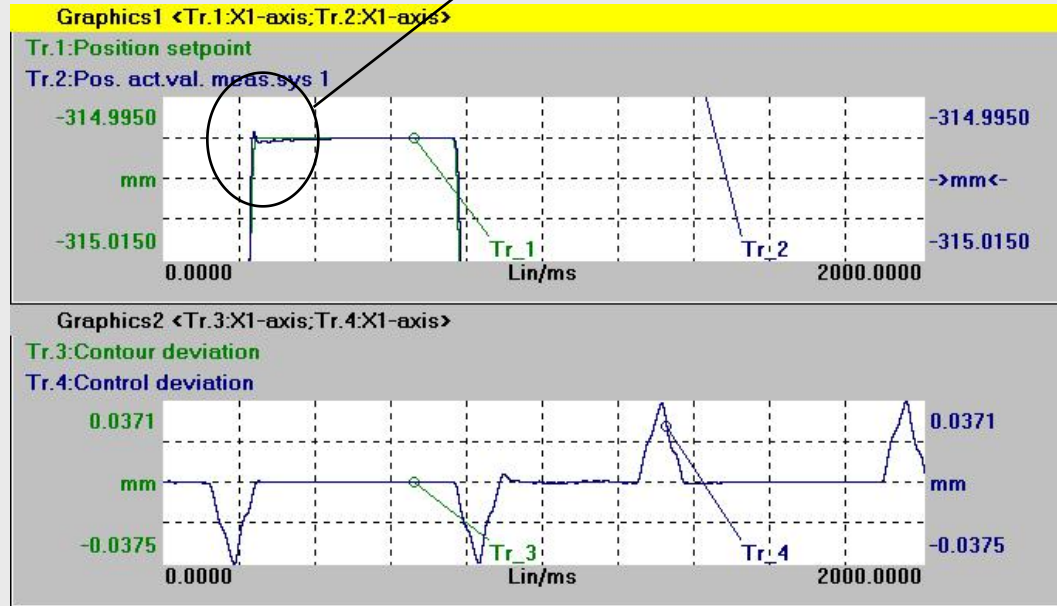 Graphics1 <Tr.1:X1-axis;Tr.2:X1-axis>
Tr.1:Position setpoint
Tr.2:Pos. act.val. meas.sys 1
-314.9950 -314.9950
mm ->mm<-
-315.0150 Tr_1 Tr_2 -315.0150
0.0000 Lin/ms 2000.0000
Graphics2 <Tr.3:X1-axis;Tr.4:X1-axis>
Tr.3:Contour deviation
Tr.4:Control deviation
0.0371 0.0371
mm mm
-0.0375 Tr_3 Tr_4 -0.0375
0.0000 Lin/ms 2000.0000